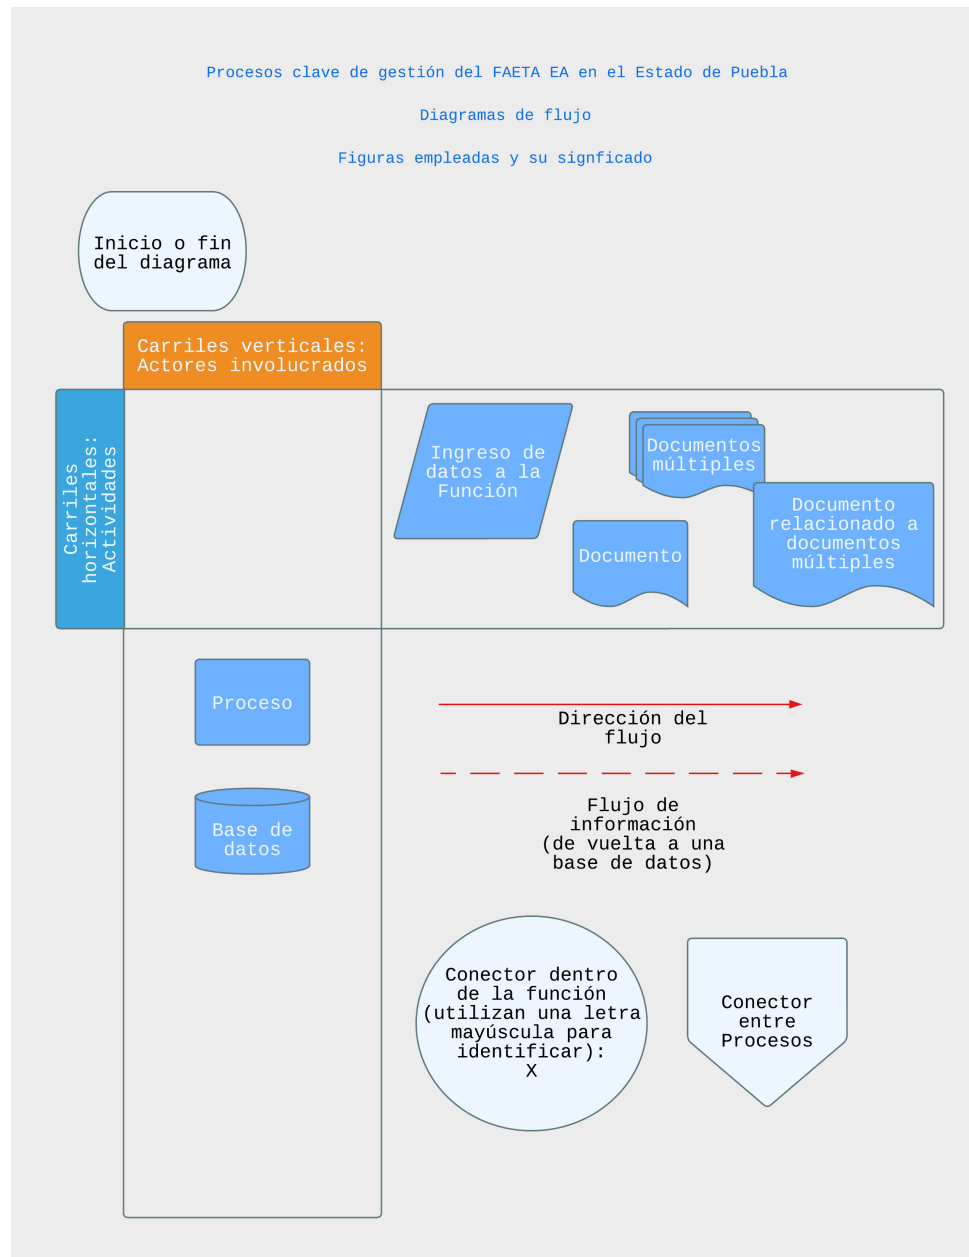 Procesos clave de gestión del FAETA EA en el Estado de Puebla
Diagramas de flujo
Figuras empleadas y su signficado
Inicio o fin
del diagrama
Carriles verticales:
Actores involucrados
Carriles
horizontales:
Actividades
Ingreso de
datos a la
Función
Documentos
múltiples
Documento
relacionado a
documentos
múltiples
Documento
Proceso
Dirección del
flujo
Base de
datos
Flujo de
información
(de vuelta a una
base de datos)
Conector dentro
de la función
(utilizan una letra
mayúscula para
identificar):
X
Conector
entre
Procesos